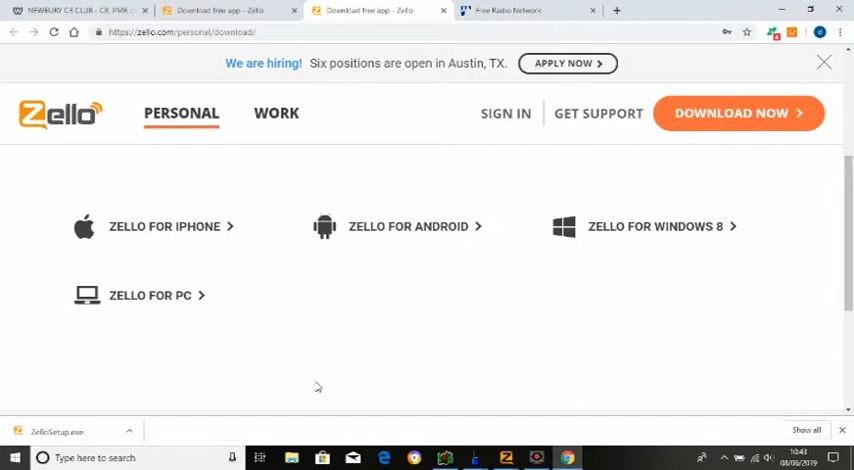 NEWBURY CB CLUB - CB, PMR c
Download free app - Zello
Download free app - Zello
Free Radio Network
https://zello.com/personal/download/
We are hiring! Six positions are open in Austin, TX. APPLY NOW
zello PERSONAL WORK SIGN IN GET SUPPORT DOWNLOAD NOW
ZELLO FOR IPHONE
ZELLO FOR ANDROID
ZELLO FOR WINDOWS 8
ZELLO FOR PC
ZelloSetup.exe
Show all
Type here to search
10:43
08/06/2019